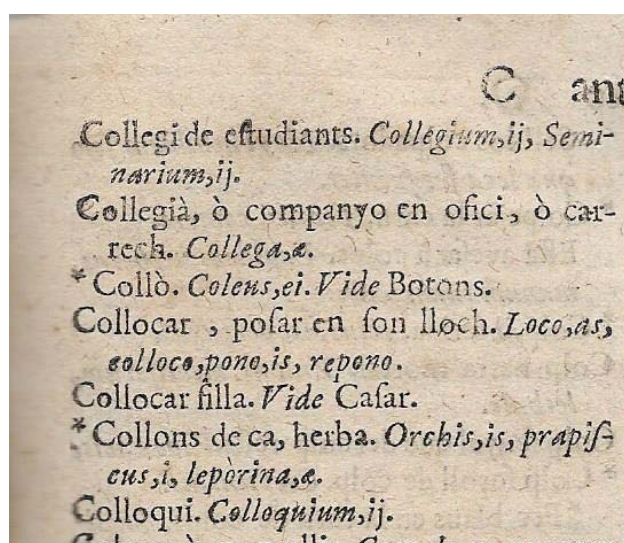 C ant
Collegi de eſtudiants. Collegium,ij, Semi-
narium,ij.
Collegià, ò companyo en ofici, ò car-
rech. Collega,æ.
* Collò. Coleus,ei. Vide Botons.
Collocar , poſar en ſon lloch. Loco,as,
colloco,pono,is, repono.
Collocar filla. Vide Caſar.
* Collons de ca, herba. Orchis,is, prapiſ-
cus,i, leporina,æ.
Colloqui. Colloquium,ij.